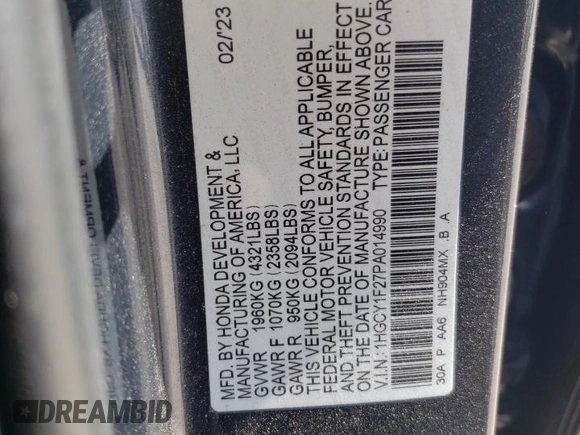 MFD. BY HONDA DEVELOPMENT & 02/'23
MANUFACTURING OF AMERICA, LLC
GVWR 1960KG (4321LBS)
GAWR F 1070KG (2358LBS)
GAWR R 950KG (2094LBS)
THIS VEHICLE CONFORMS TO ALL APPLICABLE
FEDERAL MOTOR VEHICLE SAFETY, BUMPER,
AND THEFT PREVENTION STANDARDS IN EFFECT
ON THE DATE OF MANUFACTURE SHOWN ABOVE.
V.I.N.: 1HGCY1F27PA014990 TYPE: PASSENGER CAR
30A P AA6 NH904MX .B .A
DREAMBID